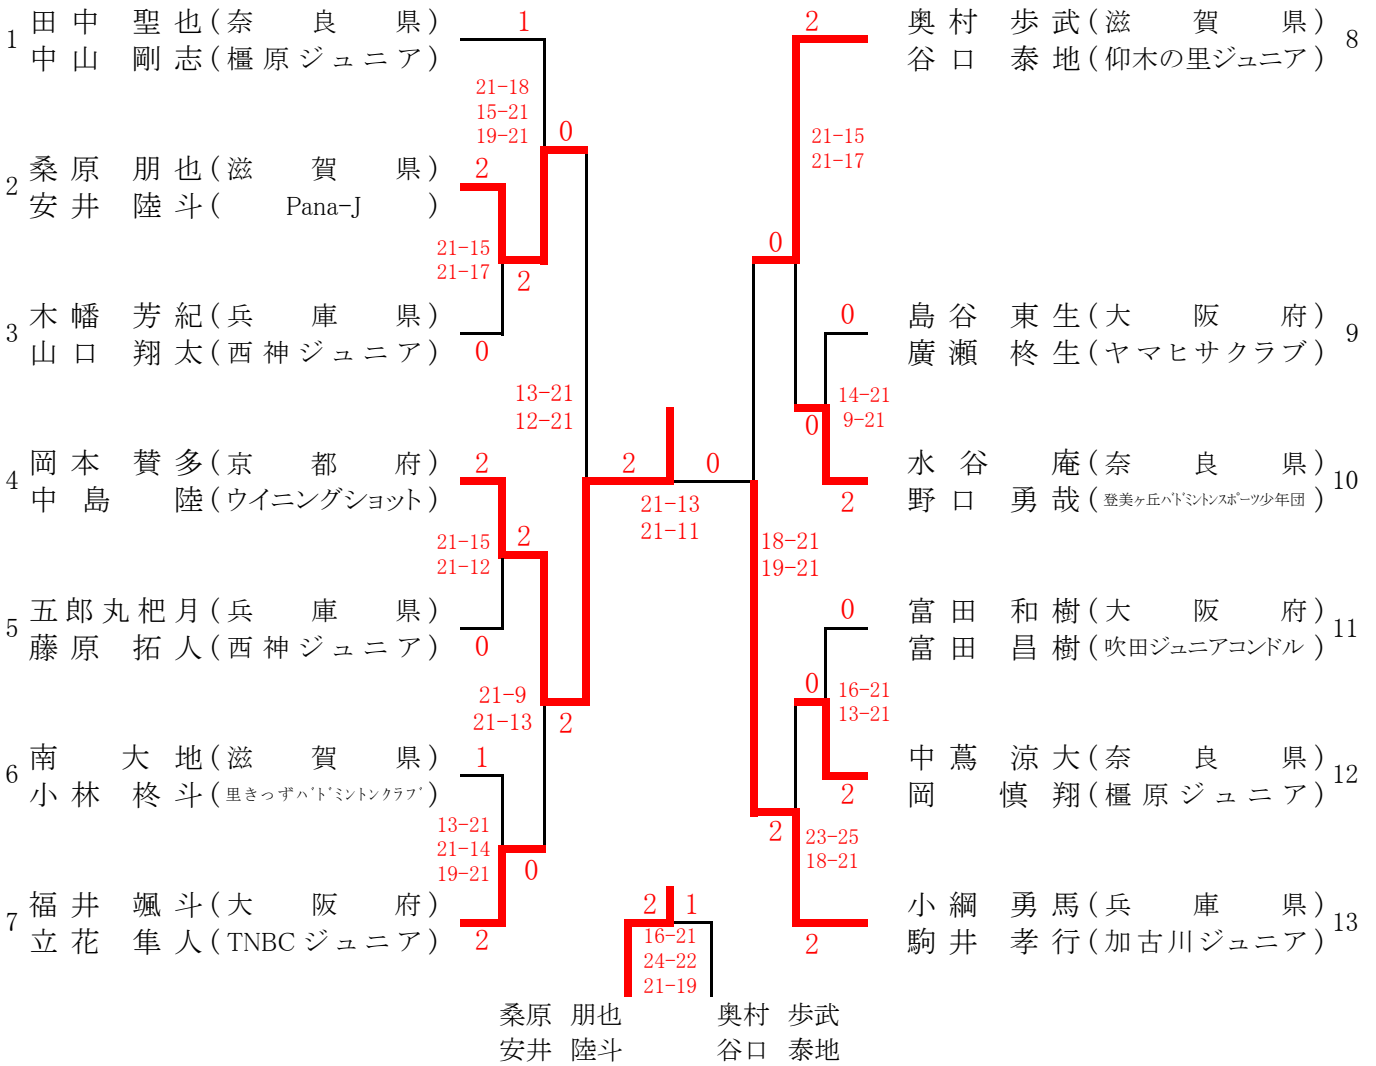 1
田中 聖也(奈良県)
中山 剛志(橿原ジュニア)
1
21-18
15-21
19-21
0
2
桑原 朋也(滋賀県)
安井 陸斗(Pana-J)
2
21-15
21-17
2
3
木幡 芳紀(兵庫県)
山口 翔太(西神ジュニア)
0
13-21
12-21
4
岡本 賛多(京都府)
中島 陸(ウイニングショット)
2
21-15
21-12
2
5
五郎丸杷月(兵庫県)
藤原 拓人(西神ジュニア)
0
21-9
21-13
2
6
南 大地(滋賀県)
小林 柊斗(里きっずバドミントンクラブ)
1
13-21
21-14
19-21
0
7
福井 颯斗(大阪府)
立花 隼人(TNBCジュニア)
2
2
0
21-13
21-11
2
奥村 歩武(滋賀県)
谷口 泰地(仰木の里ジュニア)
8
21-15
21-17
0
0
島谷 東生(大阪府)
廣瀬 柊生(ヤマヒサクラブ)
9
14-21
9-21
0
水谷 庵(奈良県)
野口 勇哉(登美ヶ丘バドミントンスポーツ少年団)
10
2
18-21
19-21
0
富田 和樹(大阪府)
富田 昌樹(吹田ジュニアコンドル)
11
0
16-21
13-21
中蔦 涼大(奈良県)
岡 慎翔(橿原ジュニア)
12
2
2
23-25
18-21
小綱 勇馬(兵庫県)
駒井 孝行(加古川ジュニア)
13
2
2
1
16-21
24-22
21-19
桑原 朋也
安井 陸斗
奥村 歩武
谷口 泰地